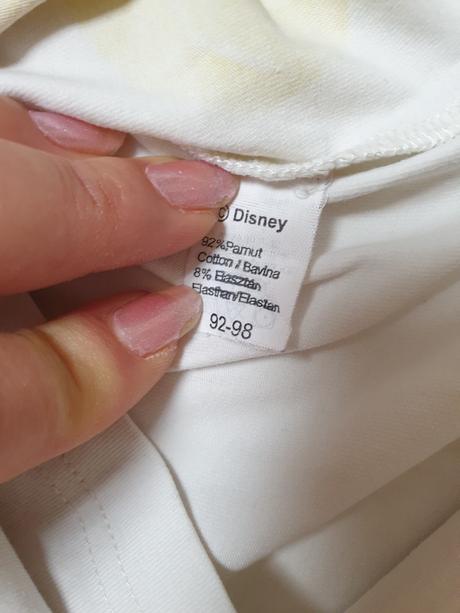 © Disney
92%Pamut
Cotton / Bavlna
8% Elasztán
Elasthan/Elastan
92-98